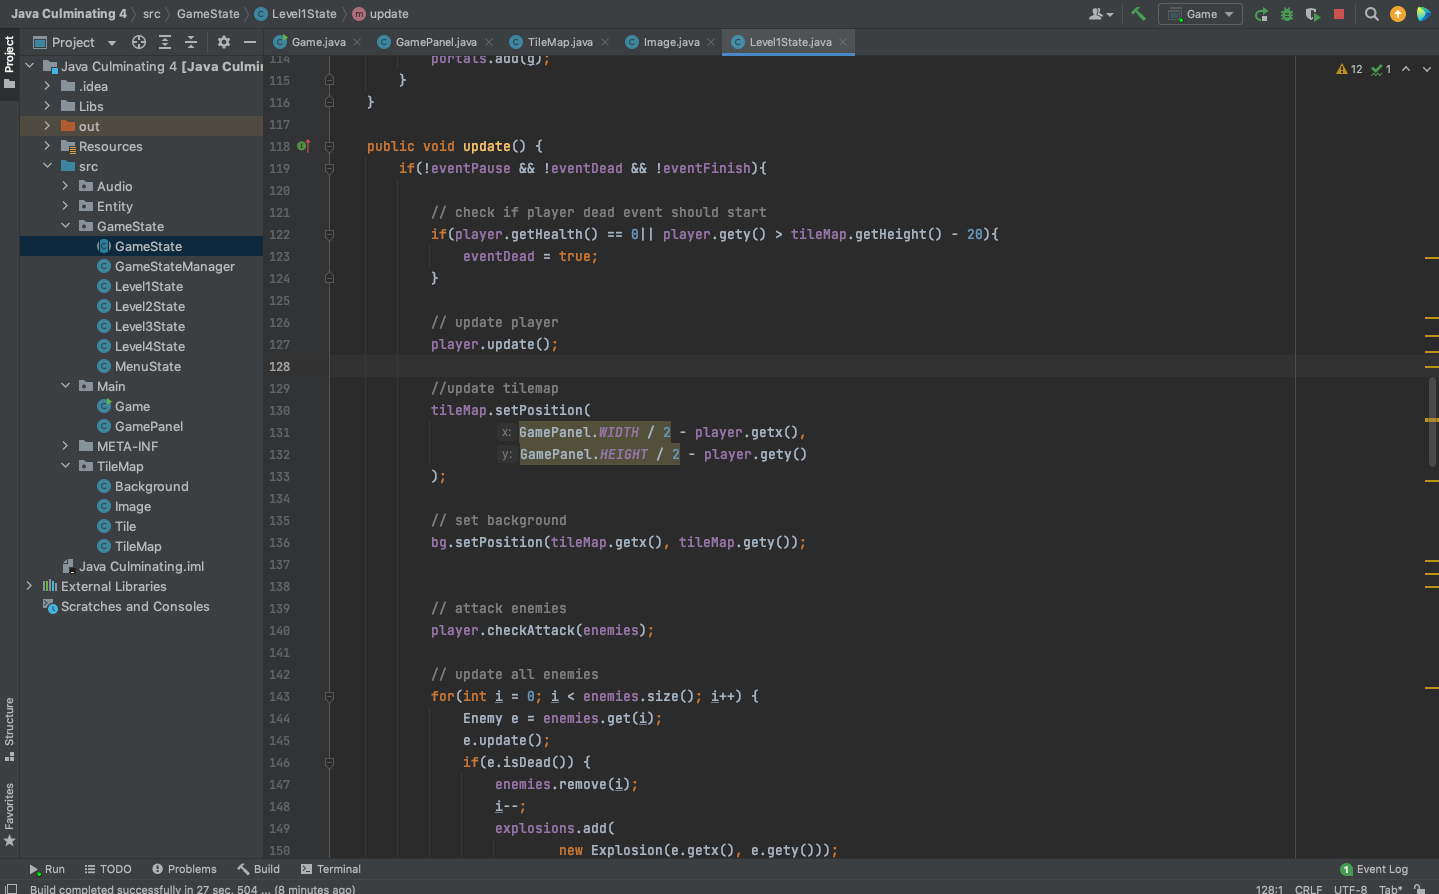 Java Culminating 4 src GameState Level1State update Game
Project Game.java GamePanel.java TileMap.java Image.java Level1State.java
Project
Java Culminating 4 [Java Culmin
.idea
Libs
out
Resources
src
Audio
Entity
GameState
GameState
GameStateManager
Level1State
Level2State
Level3State
Level4State
MenuState
Main
Game
GamePanel
META-INF
TileMap
Background
Image
Tile
TileMap
Java Culminating.iml
External Libraries
Scratches and Consoles
Structure
Favorites
12 1
114 portals.add(g);
115 }
116 }
117
118 public void update() {
119 if(!eventPause && !eventDead && !eventFinish){
120
121 // check if player dead event should start
122 if(player.getHealth() == 0|| player.gety() > tileMap.getHeight() - 20){
123 eventDead = true;
124 }
125
126 // update player
127 player.update();
128
129 //update tilemap
130 tileMap.setPosition(
131 x: GamePanel.WIDTH / 2 - player.getx(),
132 y: GamePanel.HEIGHT / 2 - player.gety()
133 );
134
135 // set background
136 bg.setPosition(tileMap.getx(), tileMap.gety());
137
138
139 // attack enemies
140 player.checkAttack(enemies);
141
142 // update all enemies
143 for(int i = 0; i < enemies.size(); i++) {
144 Enemy e = enemies.get(i);
145 e.update();
146 if(e.isDead()) {
147 enemies.remove(i);
148 i--;
149 explosions.add(
150 new Explosion(e.getx(), e.gety()));
Run TODO Problems Build Terminal 1 Event Log
Build completed successfully in 27 sec, 504 ... (8 minutes ago) 128:1 CRLF UTF-8 Tab*